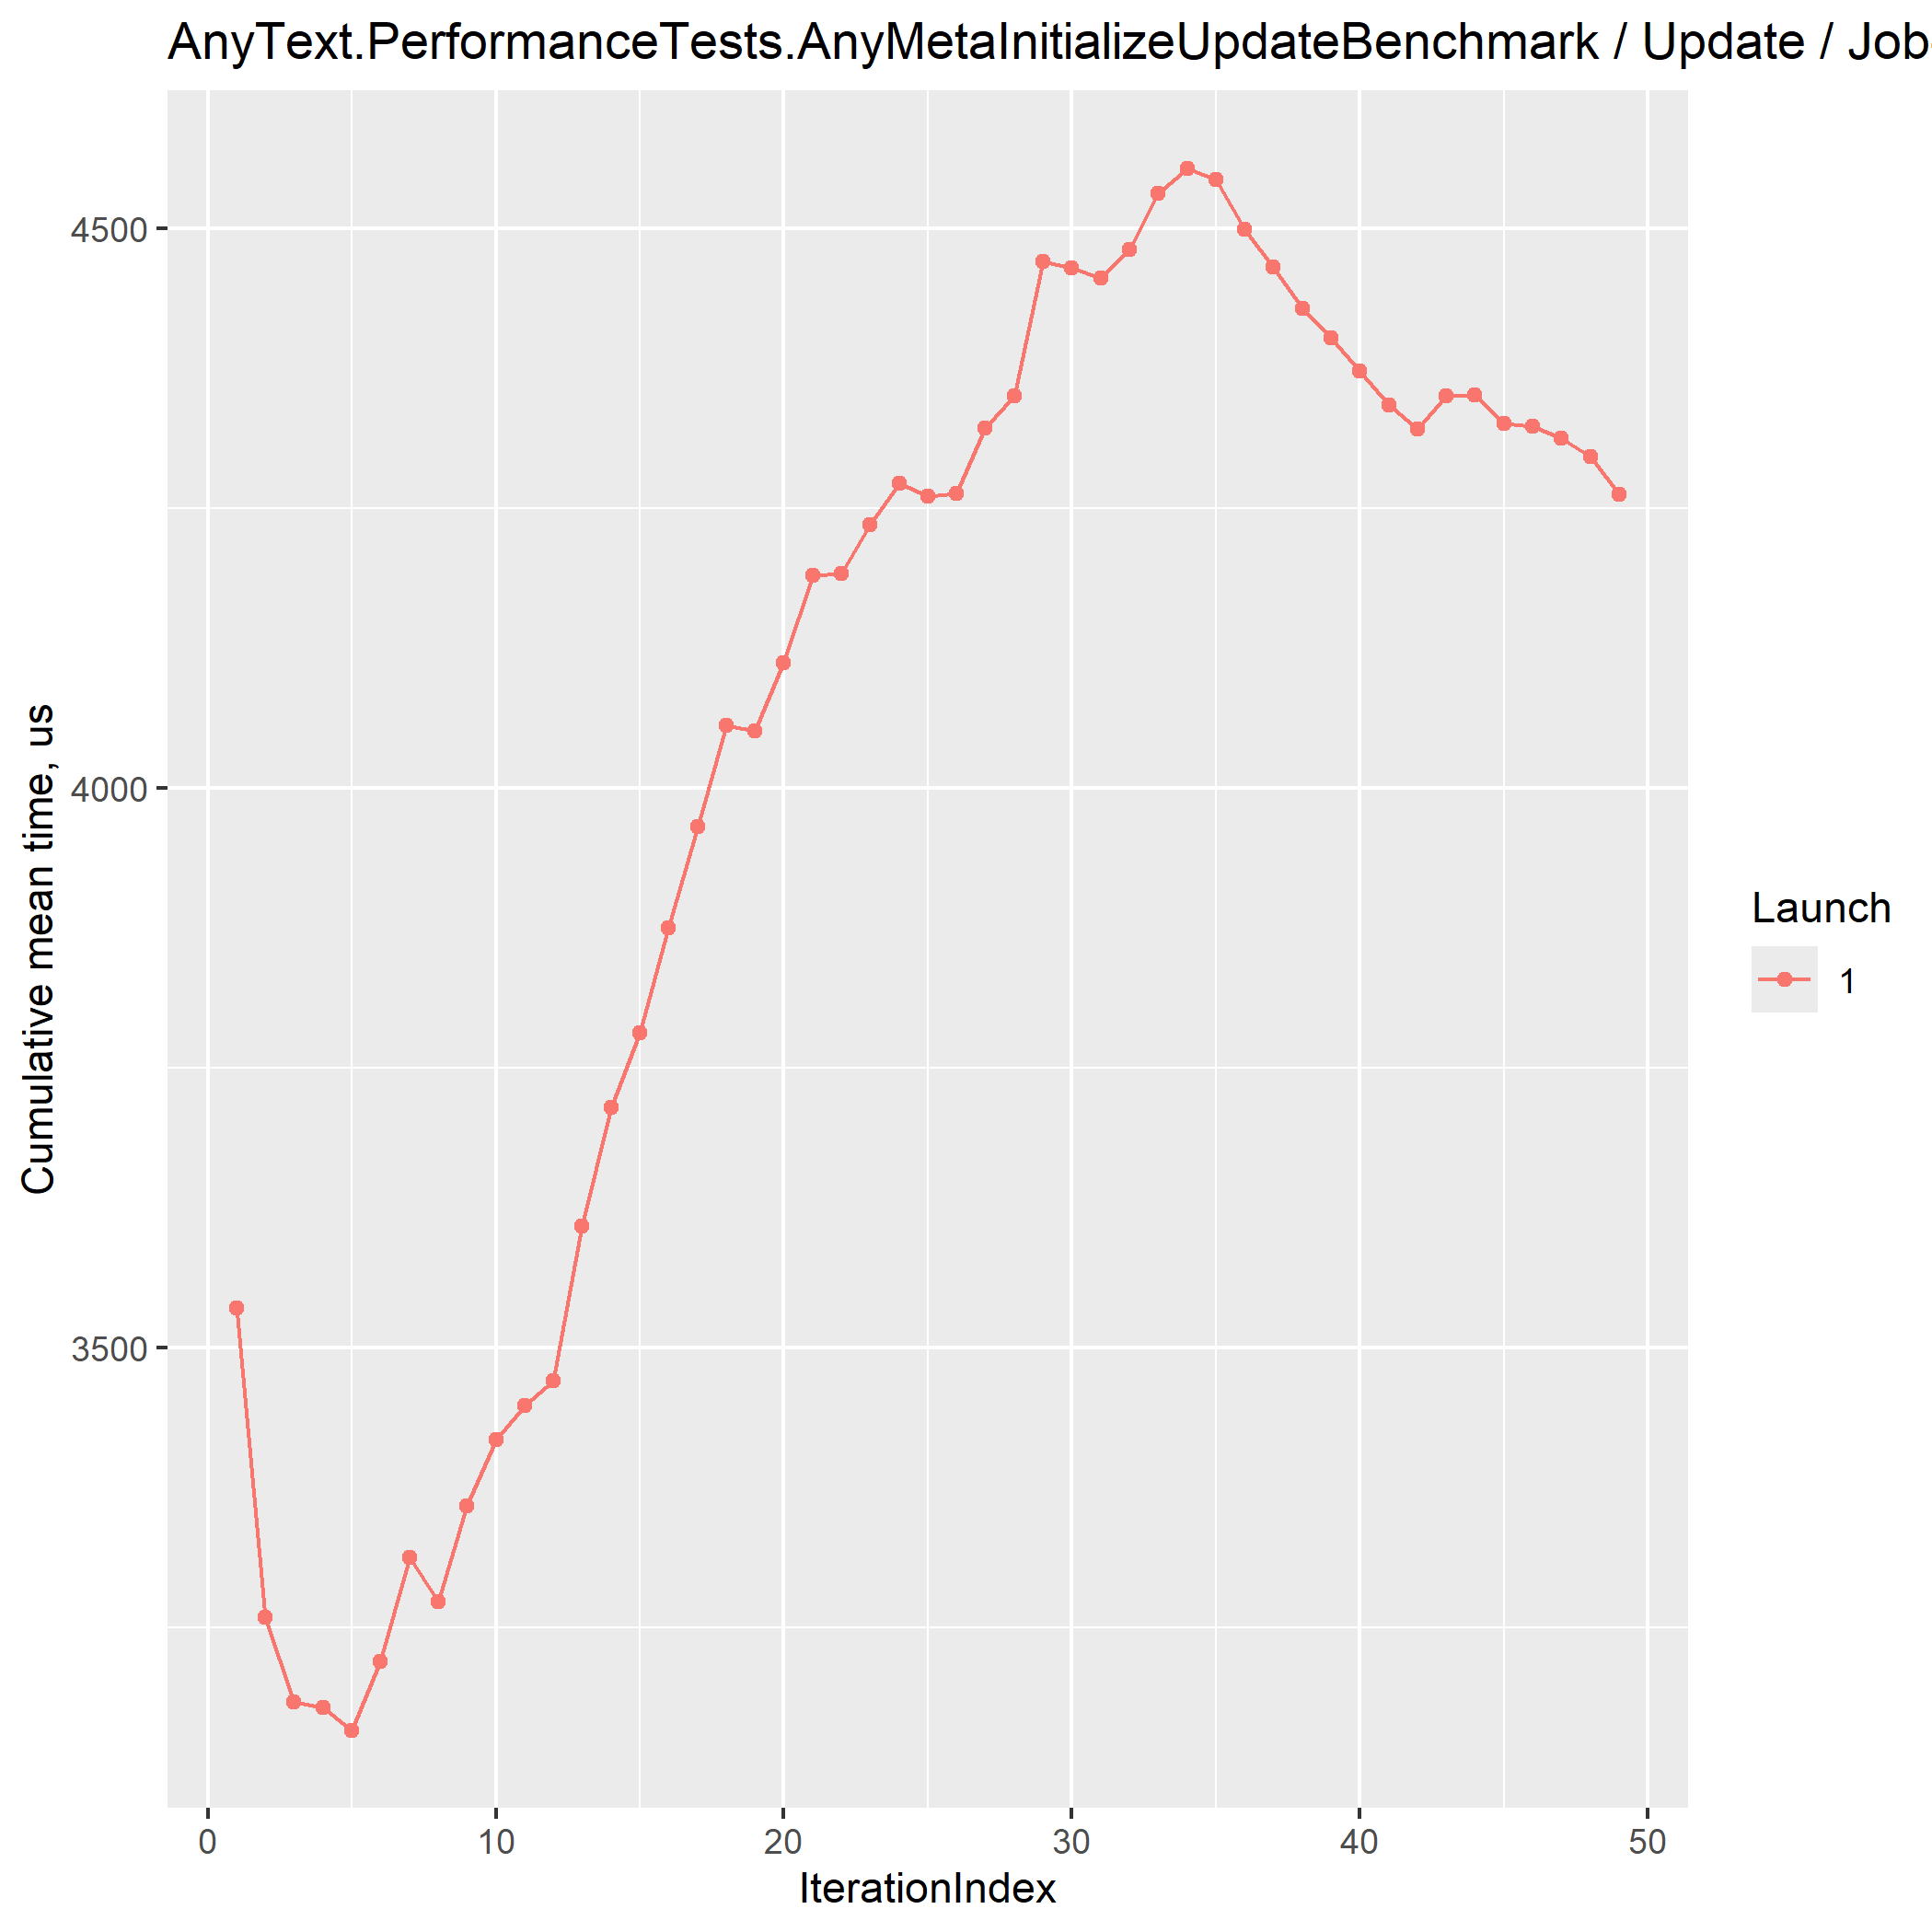 AnyText.PerformanceTests.AnyMetaInitializeUpdateBenchmark / Update / Job
Cumulative mean time, us
4500
4000
3500
0 10 20 30 40 50
IterationIndex
Launch
1